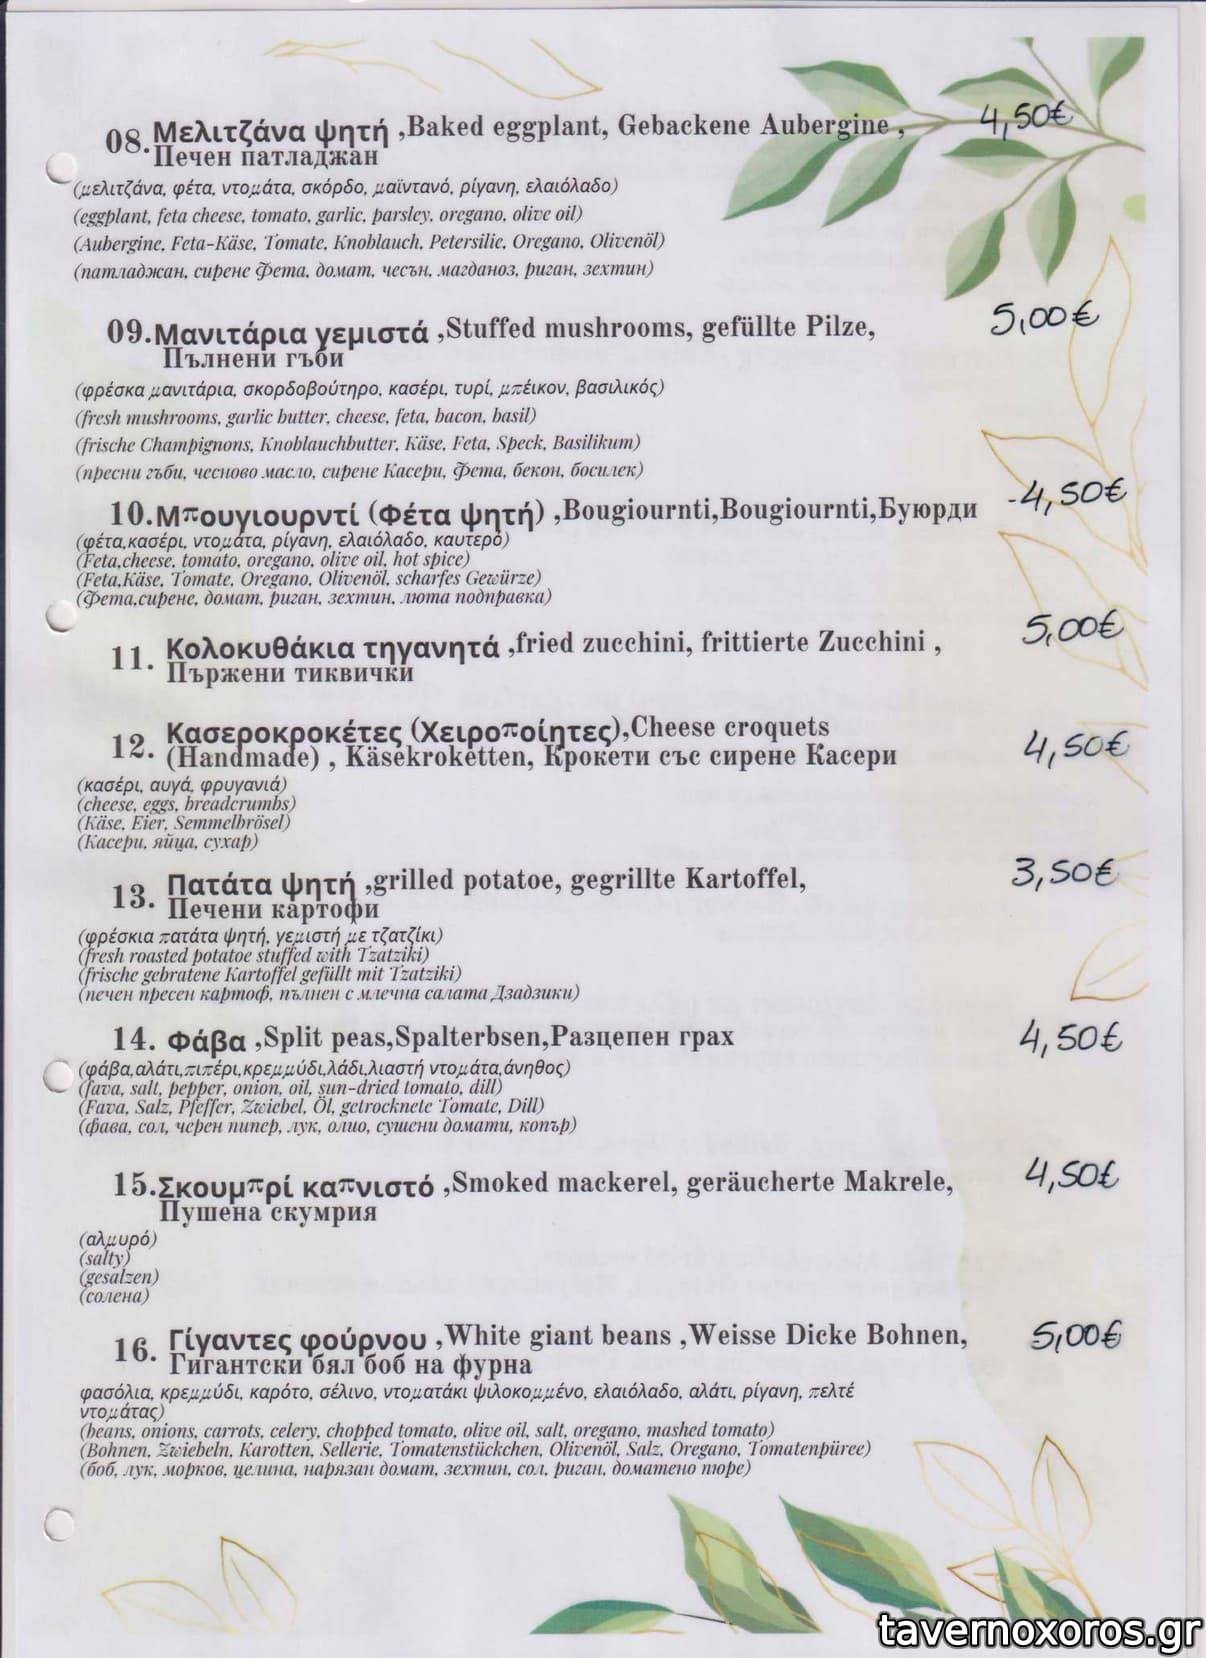 08. Μελιτζάνα ψητή ,Baked eggplant, Gebackene Aubergine , 4,50€
Печен патладжан
(μελιτζάνα, φέτα, ντομάτα, σκόρδο, μαϊντανό, ρίγανη, ελαιόλαδο)
(eggplant, feta cheese, tomato, garlic, parsley, oregano, olive oil)
(Aubergine, Feta-Käse, Tomate, Knoblauch, Petersilie, Oregano, Olivenöl)
(патладжан, сирене Фета, домат, чесън, магданоз, риган, зехтин)
09. Μανιτάρια γεμιστά ,Stuffed mushrooms, gefüllte Pilze, 5,00€
Пълнени гъби
(φρέσκα μανιτάρια, σκορδοβούτηρο, κασέρι, τυρί, μπέικον, βασιλικός)
(fresh mushrooms, garlic butter, cheese, feta, bacon, basil)
(frische Champignons, Knoblauchbutter, Käse, Feta, Speck, Basilikum)
(пресни гъби, чесново масло, сирене Касери, Фета, бекон, босилек)
10. Μπουγιουρντί (Φέτα ψητή) ,Bougiournti,Bougiournti,Буюрди -4,50€
(φέτα,κασέρι, ντομάτα, ρίγανη, ελαιόλαδο, καυτερό)
(Feta,cheese, tomato, oregano, olive oil, hot spice)
(Feta,Käse, Tomate, Oregano, Olivenöl, scharfes Gewürze)
(Фета,сирене, домат, риган, зехтин, люта подправка)
11. Κολοκυθάκια τηγανητά ,fried zucchini, frittierte Zucchini , 5,00€
Пържени тиквички
12. Κασεροκροκέτες (Χειροποίητες),Cheese croquets
(Handmade) , Käsekroketten, Крокети със сирене Касери 4,50€
(κασέρι, αυγά, φρυγανιά)
(cheese, eggs, breadcrumbs)
(Käse, Eier, Semmelbrösel)
(Касери, яйца, сухар)
13. Πατάτα ψητή ,grilled potatoe, gegrillte Kartoffel, 3,50€
Печени картофи
(φρέσκια πατάτα ψητή, γεμιστή με τζατζίκι)
(fresh roasted potatoe stuffed with Tzatziki)
(frische gebratene Kartoffel gefüllt mit Tzatziki)
(печен пресен картоф, пълнен с млечна салата Дзадзики)
14. Φάβα ,Split peas,Spalterbsen,Разцепен грах 4,50€
(φάβα,αλάτι,πιπέρι,κρεμμύδι,λάδι,λιαστή ντομάτα,άνηθος)
(fava, salt, pepper, onion, oil, sun-dried tomato, dill)
(Fava, Salz, Pfeffer, Zwiebel, Öl, getrocknete Tomate, Dill)
(фава, сол, черен пипер, лук, олио, сушени домати, копър)
15. Σκουμπρί καπνιστό ,Smoked mackerel, geräucherte Makrele, 4,50€
Пушена скумрия
(αλμυρό)
(salty)
(gesalzen)
(солена)
16. Γίγαντες φούρνου ,White giant beans ,Weisse Dicke Bohnen, 5,00€
Гигантски бял боб на фурна
φασόλια, κρεμμύδι, καρότο, σέλινο, ντοματάκι ψιλοκομμένο, ελαιόλαδο, αλάτι, ρίγανη, πελτέ
ντομάτας)
(beans, onions, carrots, celery, chopped tomato, olive oil, salt, oregano, mashed tomato)
(Bohnen, Zwiebeln, Karotten, Sellerie, Tomatenstückchen, Olivenöl, Salz, Oregano, Tomatenpüree)
(боб, лук, морков, целина, нарязан домат, зехтин, сол, риган, доматено пюре)
tavernoxoros.gr